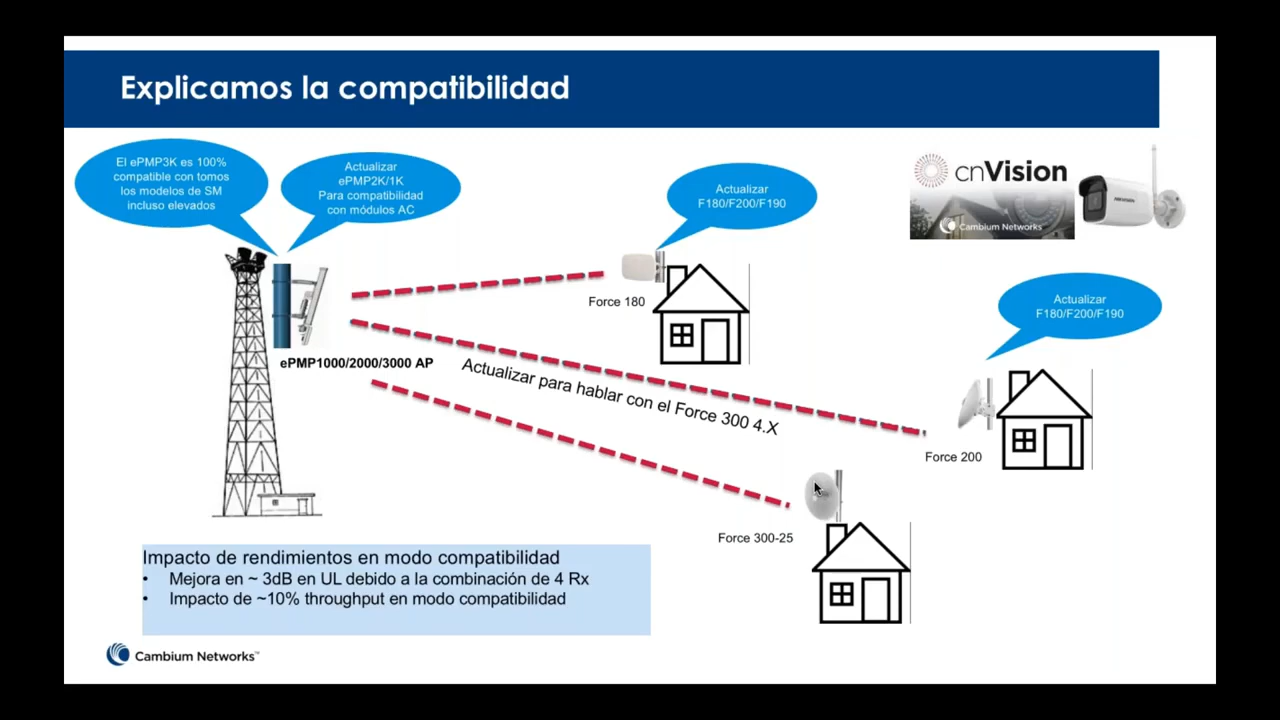 Explicamos la compatibilidad
El ePMP3K es 100%
compatible con tomos
los modelos de SM
incluso elevados
Actualizar
ePMP2K/1K
Para compatibilidad
con módulos AC
Actualizar
F180/F200/F190
cnVision
Cambium Networks
HIKVISION
Actualizar
F180/F200/F190
Force 180
ePMP1000/2000/3000 AP
Actualizar para hablar con el Force 300 4.X
Force 200
Force 300-25
Impacto de rendimientos en modo compatibilidad
• Mejora en ~ 3dB en UL debido a la combinación de 4 Rx
• Impacto de ~10% throughput en modo compatibilidad
Cambium Networks™